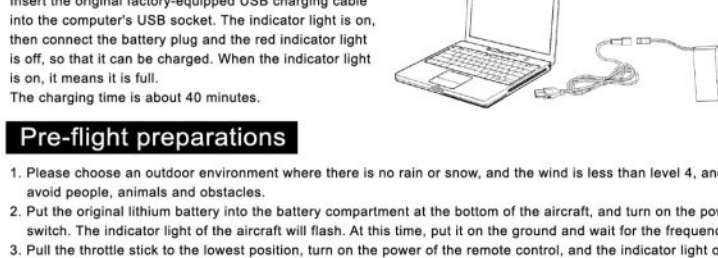 Insert the original factory-equipped USB charging cable
into the computer's USB socket. The indicator light is on,
then connect the battery plug and the red indicator light
is off, so that it can be charged. When the indicator light
is on, it means it is full.
The charging time is about 40 minutes.
Pre-flight preparations
1. Please choose an outdoor environment where there is no rain or snow, and the wind is less than level 4, an
avoid people, animals and obstacles.
2. Put the original lithium battery into the battery compartment at the bottom of the aircraft, and turn on the po
switch. The indicator light of the aircraft will flash. At this time, put it on the ground and wait for the frequen
3. Pull the throttle stick to the lowest position, turn on the power of the remote control, and the indicator light o